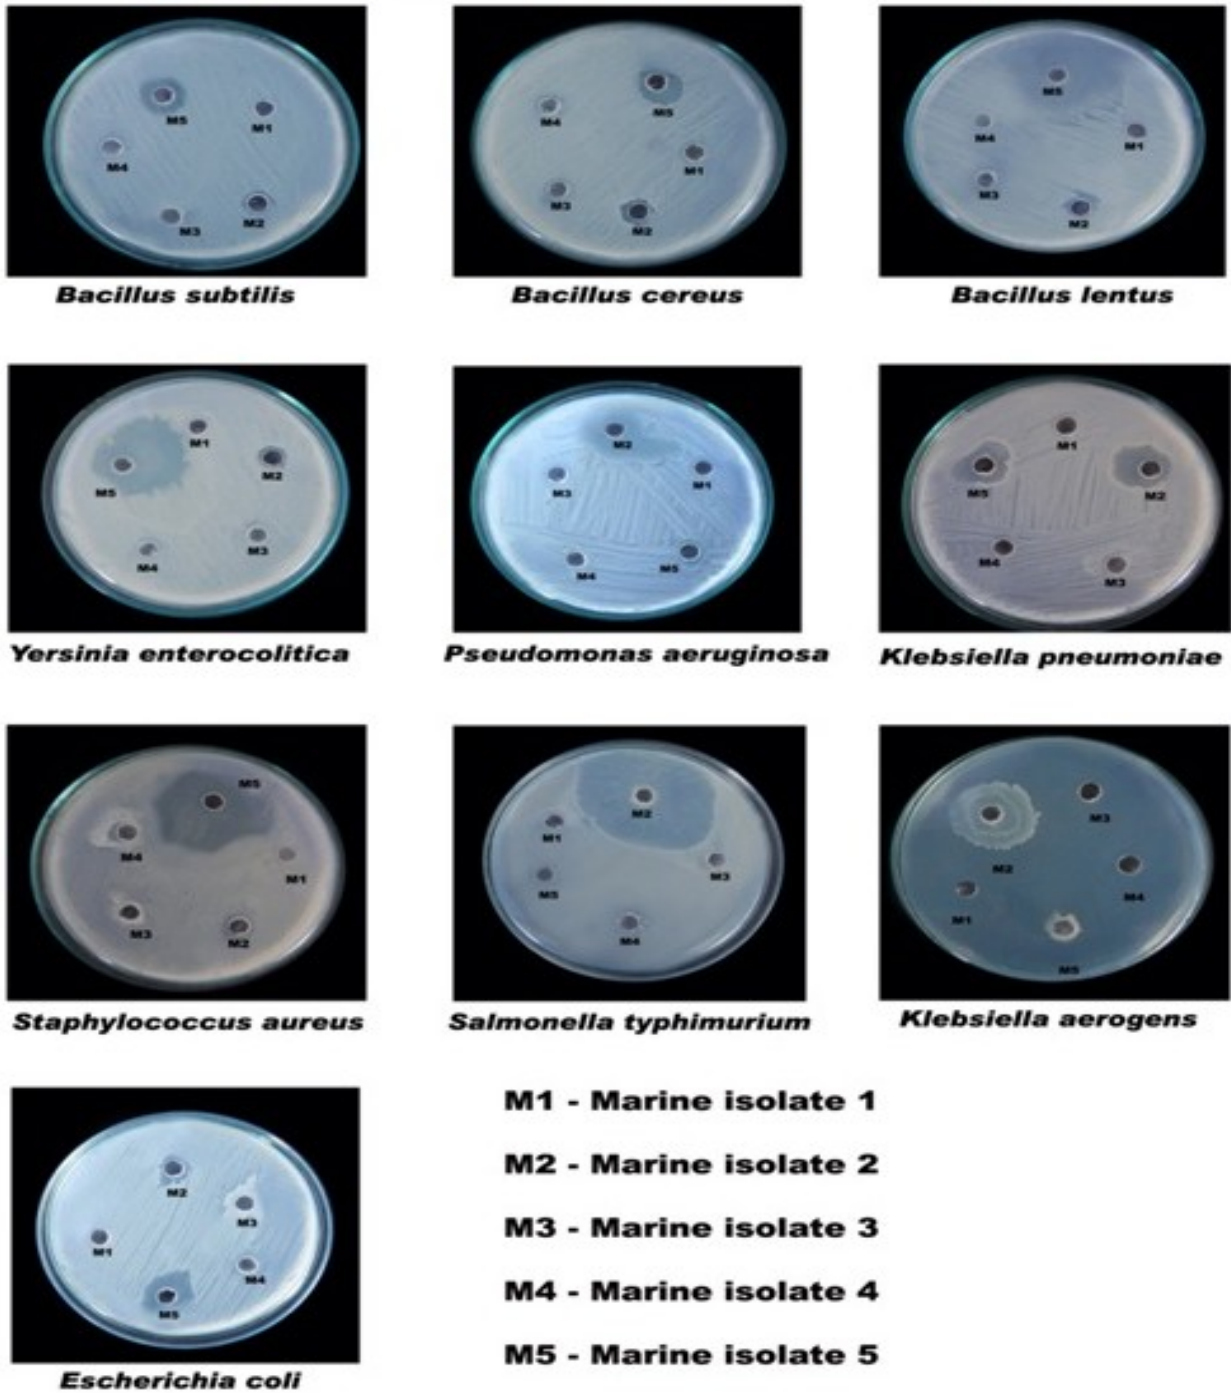 M5
M1
M4
M3
M2
Bacillus subtilis
M4
M5
M1
M3
M2
Bacillus cereus
M5
M4
M1
M3
M2
Bacillus lentus
M1
M2
M5
M3
M4
Yersinia enterocolitica
M2
M3
M1
M4
M5
Pseudomonas aeruginosa
M1
M5
M2
M4
M3
Klebsiella pneumoniae
M5
M4
M1
M3
M2
Staphylococcus aureus
M2
M1
M3
M5
M4
Salmonella typhimurium
M3
M2
M4
M1
M5
Klebsiella aerogens
M2
M3
M1
M4
M5
Escherichia coli
M1 - Marine isolate 1
M2 - Marine isolate 2
M3 - Marine isolate 3
M4 - Marine isolate 4
M5 - Marine isolate 5